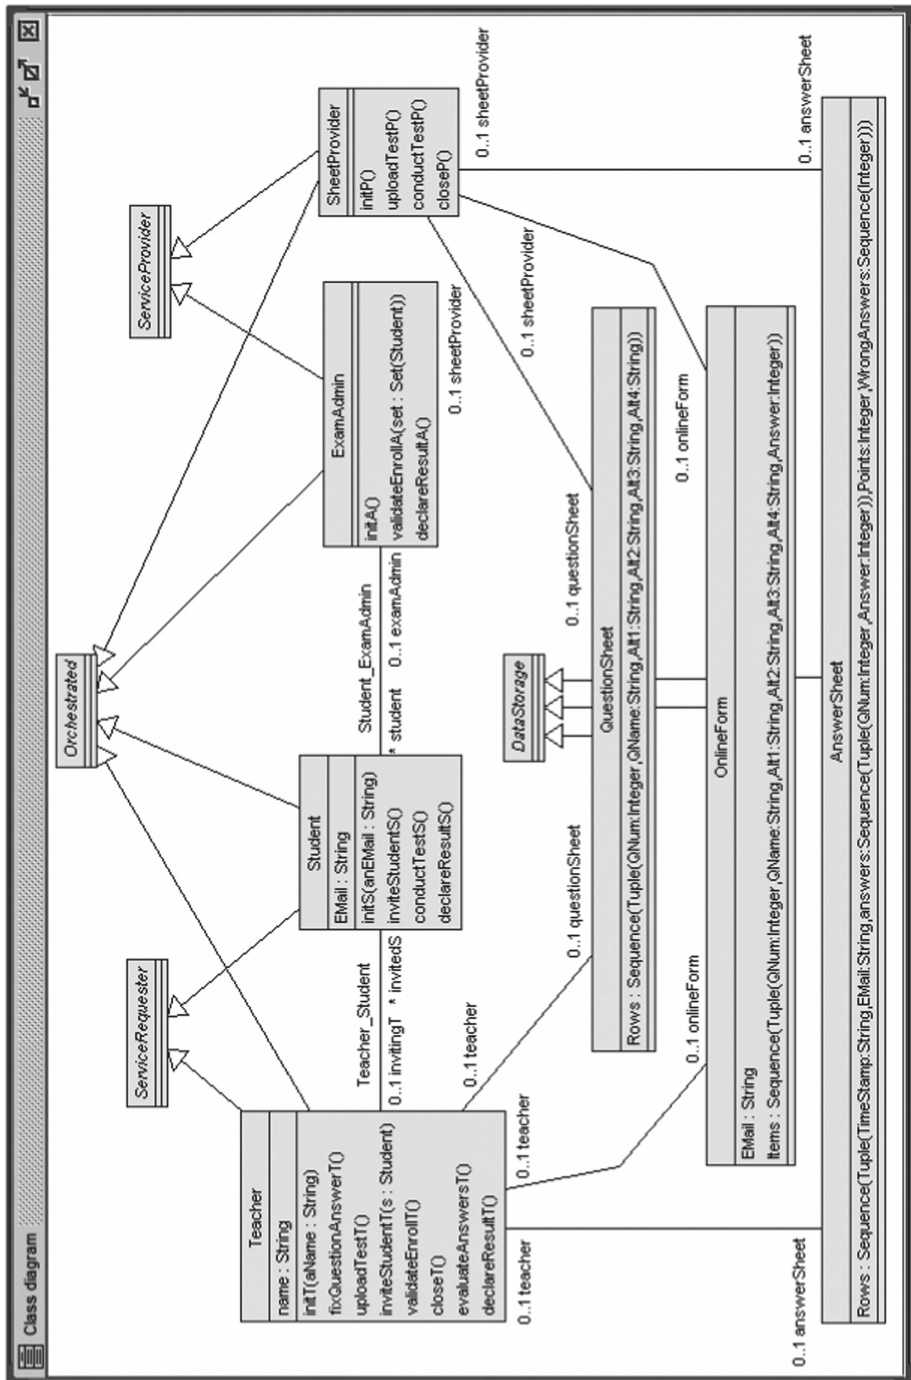 Class diagram
Orchestrated
ServiceRequester
ServiceProvider
Teacher
name : String
initT(aName : String)
fixQuestionAnswerT()
uploadTestT()
inviteStudentT(s : Student)
validateEnrollT()
closeT()
evaluateAnswersT()
declareResultT()
Teacher_Student
0..1 invitingT
* invitedS
Student
EMail : String
initS(anEMail : String)
inviteStudentS()
conductTestS()
declareResultS()
Student_ExamAdmin
* student
0..1 examAdmin
ExamAdmin
initA()
validateEnrollA(set : Set(Student))
declareResultA()
SheetProvider
initP()
uploadTestP()
conductTestP()
closeP()
0..1 teacher
0..1 sheetProvider
0..1 sheetProvider
DataStorage
0..1 teacher
0..1 questionSheet
0..1 questionSheet
0..1 sheetProvider
0..1 teacher
QuestionSheet
Rows : Sequence(Tuple(QNum:Integer,QName:String,Alt1:String,Alt2:String,Alt3:String,Alt4:String))
0..1 onlineForm
0..1 onlineForm
OnlineForm
EMail : String
Items : Sequence(Tuple(QNum:Integer,QName:String,Alt1:String,Alt2:String,Alt3:String,Alt4:String,Answer:Integer))
0..1 answerSheet
0..1 answerSheet
AnswerSheet
Rows : Sequence(Tuple(TimeStamp:String,EMail:String,answers:Sequence(Tuple(QNum:Integer,Answer:Integer)),Points:Integer,WrongAnswers:Sequence(Integer)))